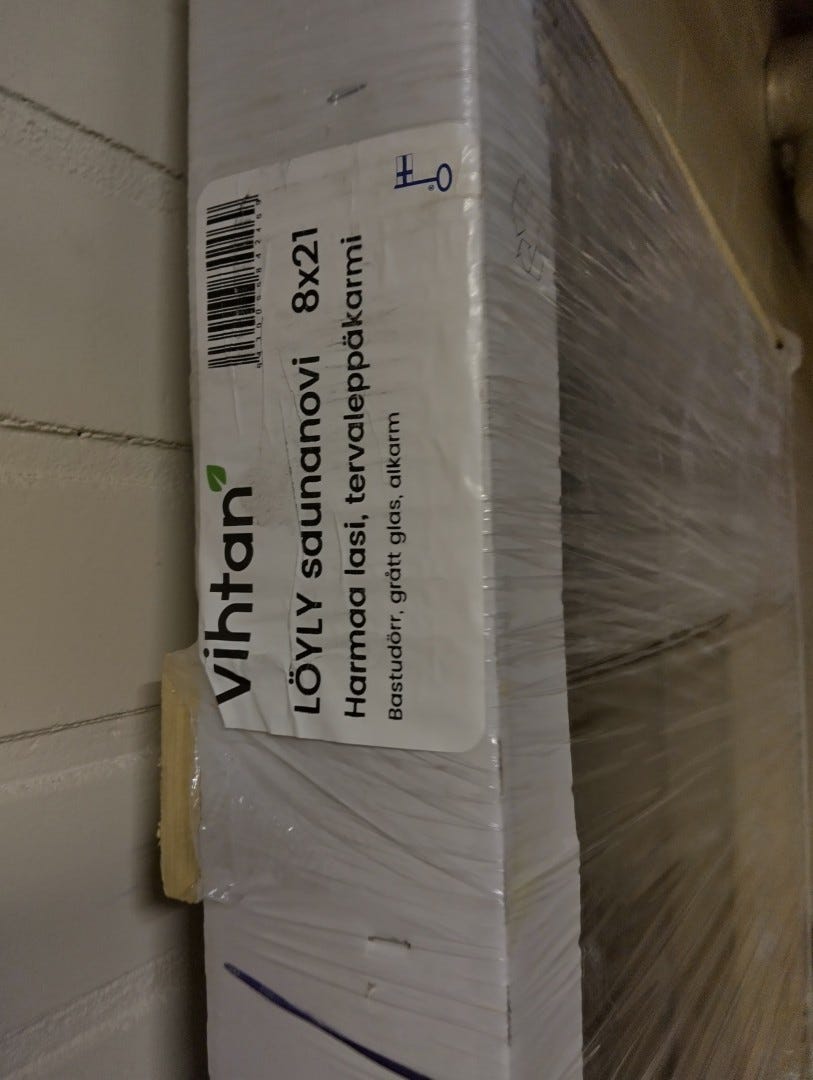 vihtan
LÖYLY saunanovi 8x21
Harmaa lasi, tervaleppäkarmi
Bastudörr, grått glas, alkarm